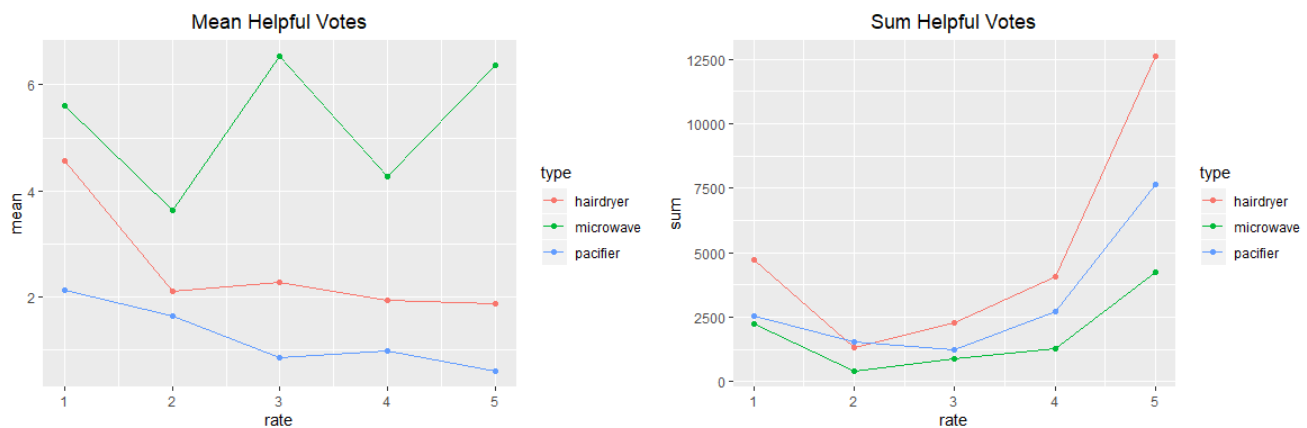 Mean Helpful Votes
6
4
2
mean
1 2 3 4 5
rate
type
hairdryer
microwave
pacifier
Sum Helpful Votes
12500
10000
7500
5000
2500
0
sum
1 2 3 4 5
rate
type
hairdryer
microwave
pacifier